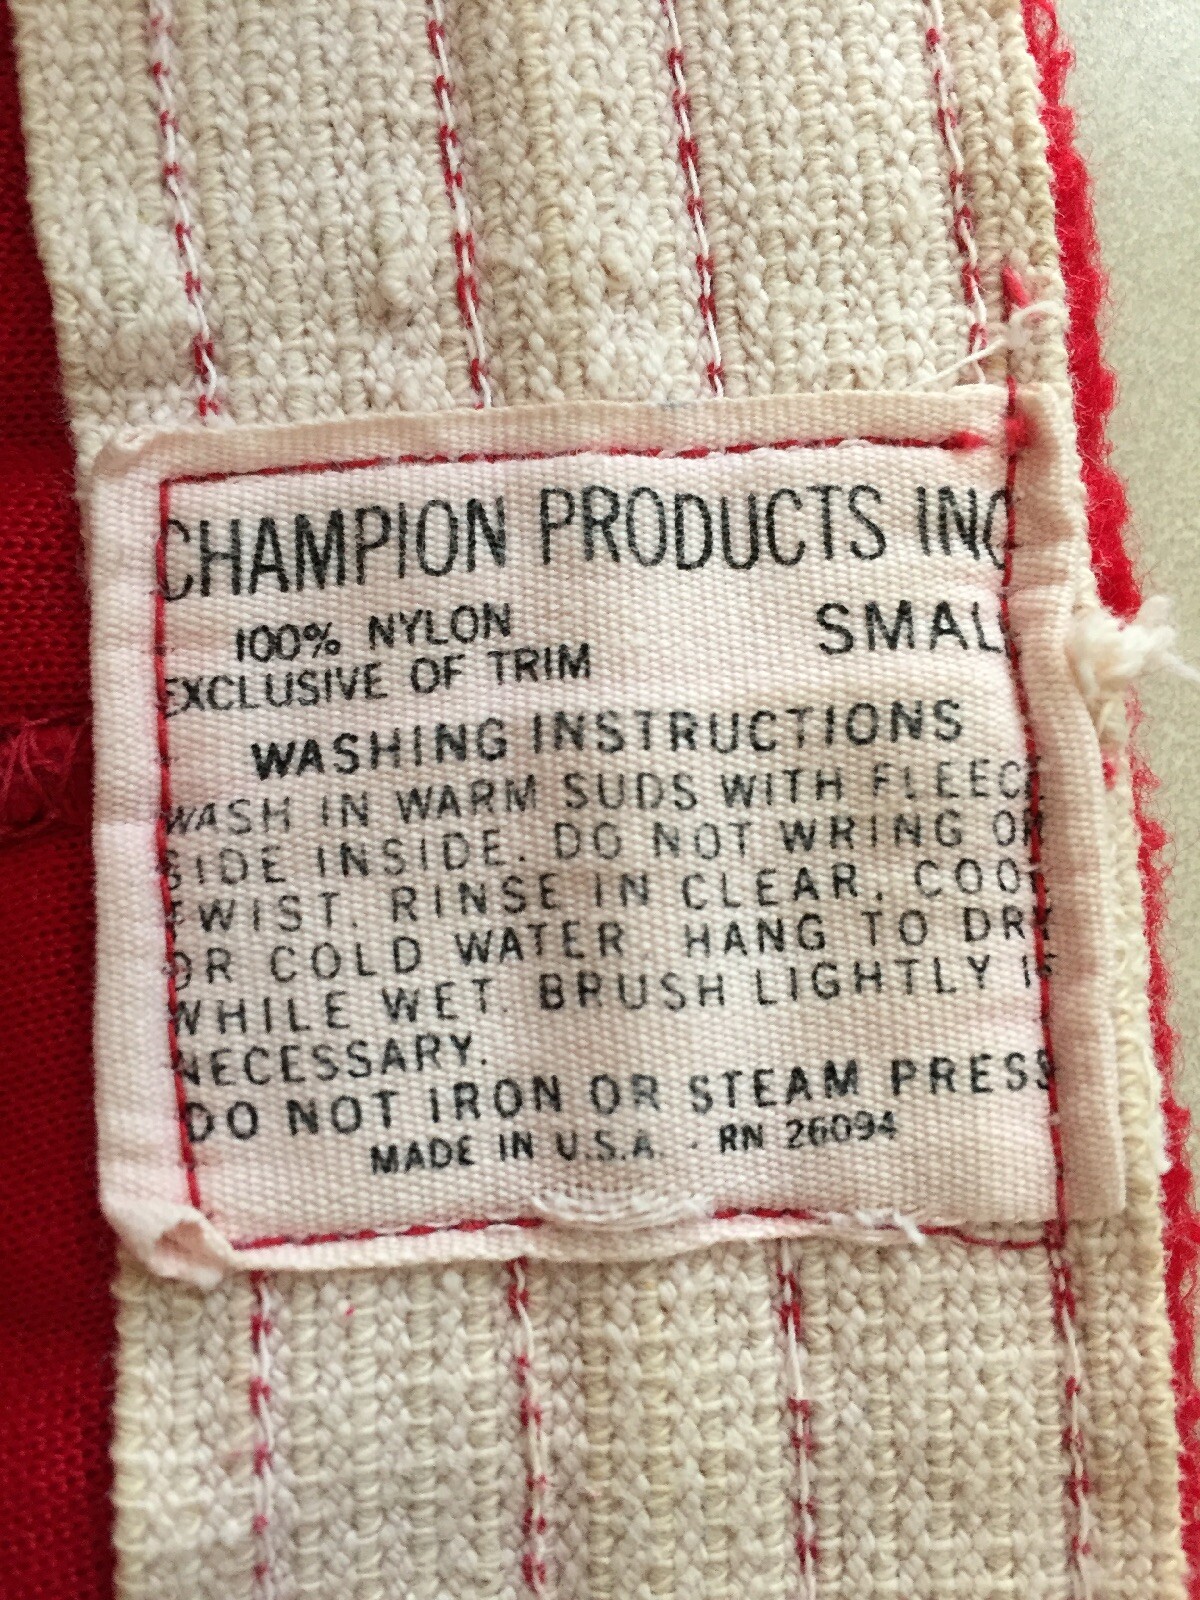 CHAMPION PRODUCTS INC
100% NYLON SMALL
EXCLUSIVE OF TRIM
WASHING INSTRUCTIONS
WASH IN WARM SUDS WITH FLEECE
SIDE INSIDE. DO NOT WRING OR
TWIST. RINSE IN CLEAR, COOL
OR COLD WATER HANG TO DRY
WHILE WET. BRUSH LIGHTLY IF
NECESSARY.
DO NOT IRON OR STEAM PRESS
MADE IN U.S.A. - RN 26094